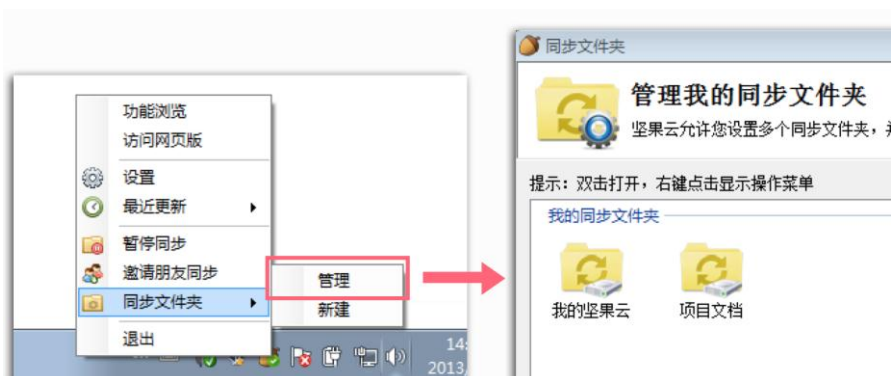 功能浏览
访问网页版
设置
最近更新
暂停同步
邀请朋友同步
同步文件夹
退出
管理
新建
14:
2013
同步文件夹
管理我的同步文件夹
坚果云允许您设置多个同步文件夹，
提示：双击打开，右键点击显示操作菜单
我的同步文件夹
我的坚果云
项目文档